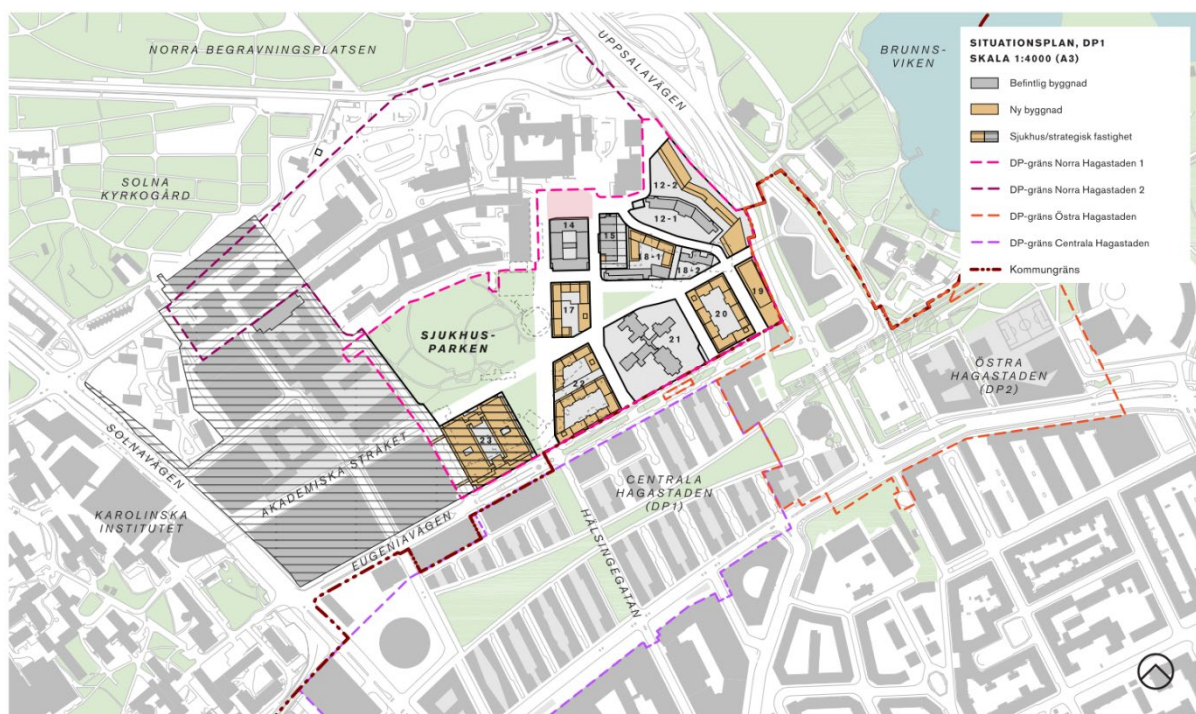 NORRA BEGRAVNINGSPLATSEN
UPPSALAVÄGEN
BRUNNS-
VIKEN
SITUATIONSPLAN, DP1
SKALA 1:4000 (A3)
Befintlig byggnad
Ny byggnad
Sjukhus/strategisk fastighet
DP-gräns Norra Hagastaden 1
DP-gräns Norra Hagastaden 2
DP-gräns Östra Hagastaden
DP-gräns Centrala Hagastaden
Kommungräns
SOLNA
KYRKOGÅRD
12-2
12-1
14
15
18-1
18-2
17
19
20
21
22
23
SJUKHUS-
PARKEN
ÖSTRA
HAGASTADEN
(DP2)
SOLNAVÄGEN
AKADEMISKA STRÅKET
KAROLINSKA
INSTITUTET
EUGENIAVÄGEN
CENTRALA
HAGASTADEN
(DP1)
HÄLSINGEGATAN